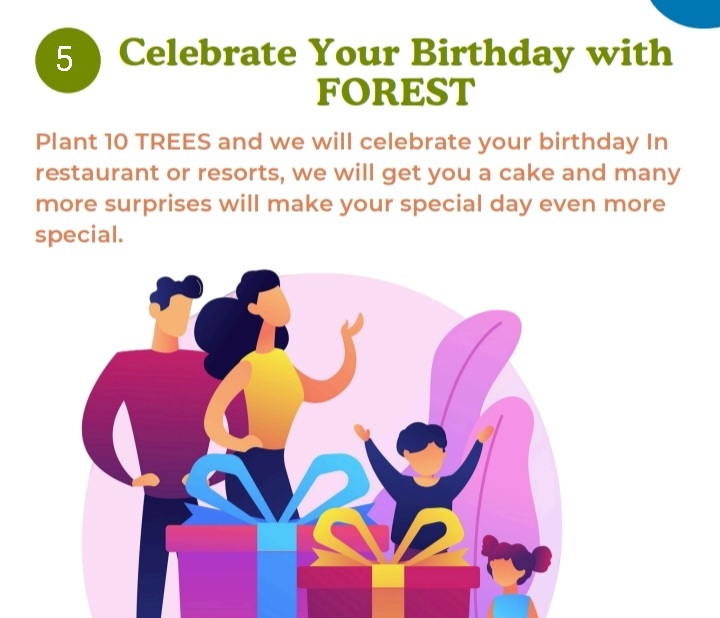 5
Celebrate Your Birthday with
FOREST
Plant 10 TREES and we will celebrate your birthday In
restaurant or resorts, we will get you a cake and many
more surprises will make your special day even more
special.